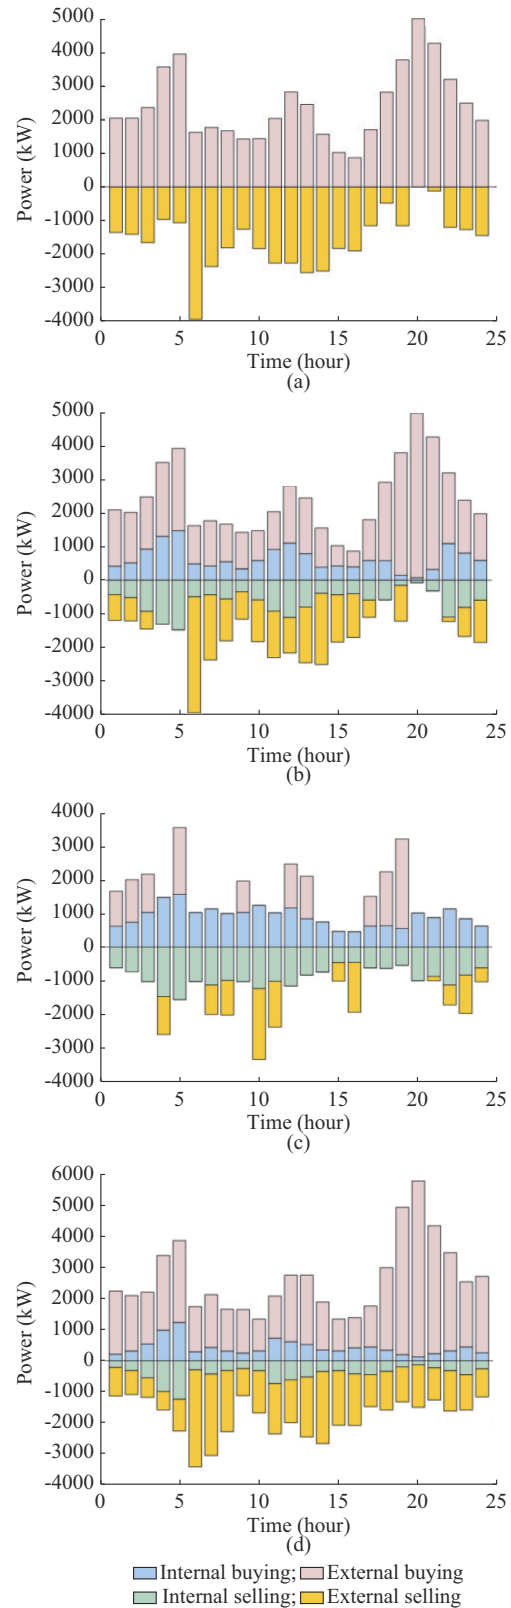 5000
4000
3000
2000
1000
0
-1000
-2000
-3000
-4000
Power (kW)
0 5 10 15 20 25
Time (hour)
(a)
5000
4000
3000
2000
1000
0
-1000
-2000
-3000
-4000
Power (kW)
0 5 10 15 20 25
Time (hour)
(b)
4000
3000
2000
1000
0
-1000
-2000
-3000
-4000
Power (kW)
0 5 10 15 20 25
Time (hour)
(c)
6000
5000
4000
3000
2000
1000
0
-1000
-2000
-3000
-4000
Power (kW)
0 5 10 15 20 25
Time (hour)
(d)
Internal buying; External buying
Internal selling; External selling